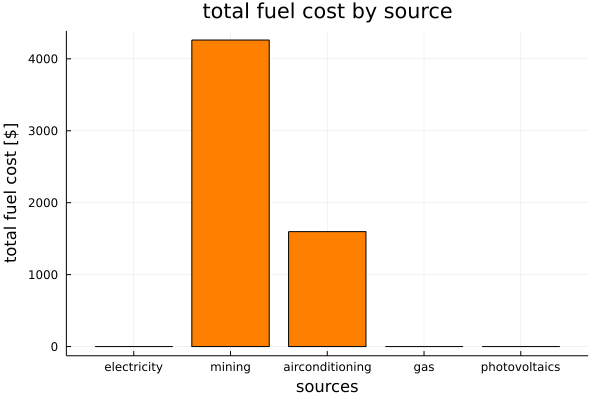 total fuel cost by source
total fuel cost [$]
4000
3000
2000
1000
0
electricity mining airconditioning gas photovoltaics
sources